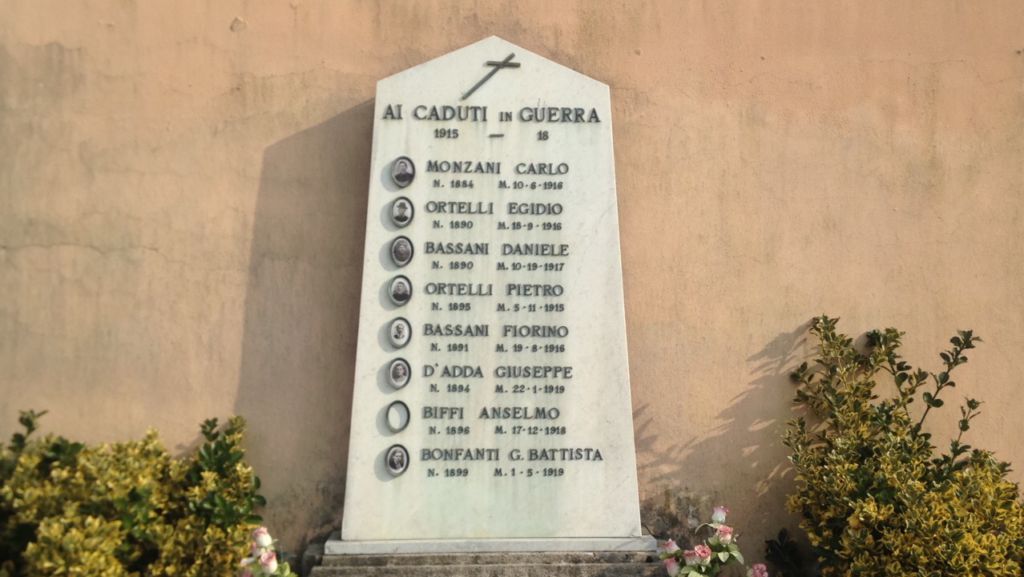 AI CADUTI IN GUERRA
1915 — 18
MONZANI CARLO
N. 1884 M. 10·6·1916
ORTELLI EGIDIO
N. 1890 M. 18·9·1916
BASSANI DANIELE
N. 1890 M. 10·19·1917
ORTELLI PIETRO
N. 1895 M. 5·11·1915
BASSANI FIORINO
N. 1891 M. 19·8·1916
D'ADDA GIUSEPPE
N. 1894 M. 22·1·1919
BIFFI ANSELMO
N. 1896 M. 17·12·1918
BONFANTI G. BATTISTA
N. 1899 M. 1·5·1919